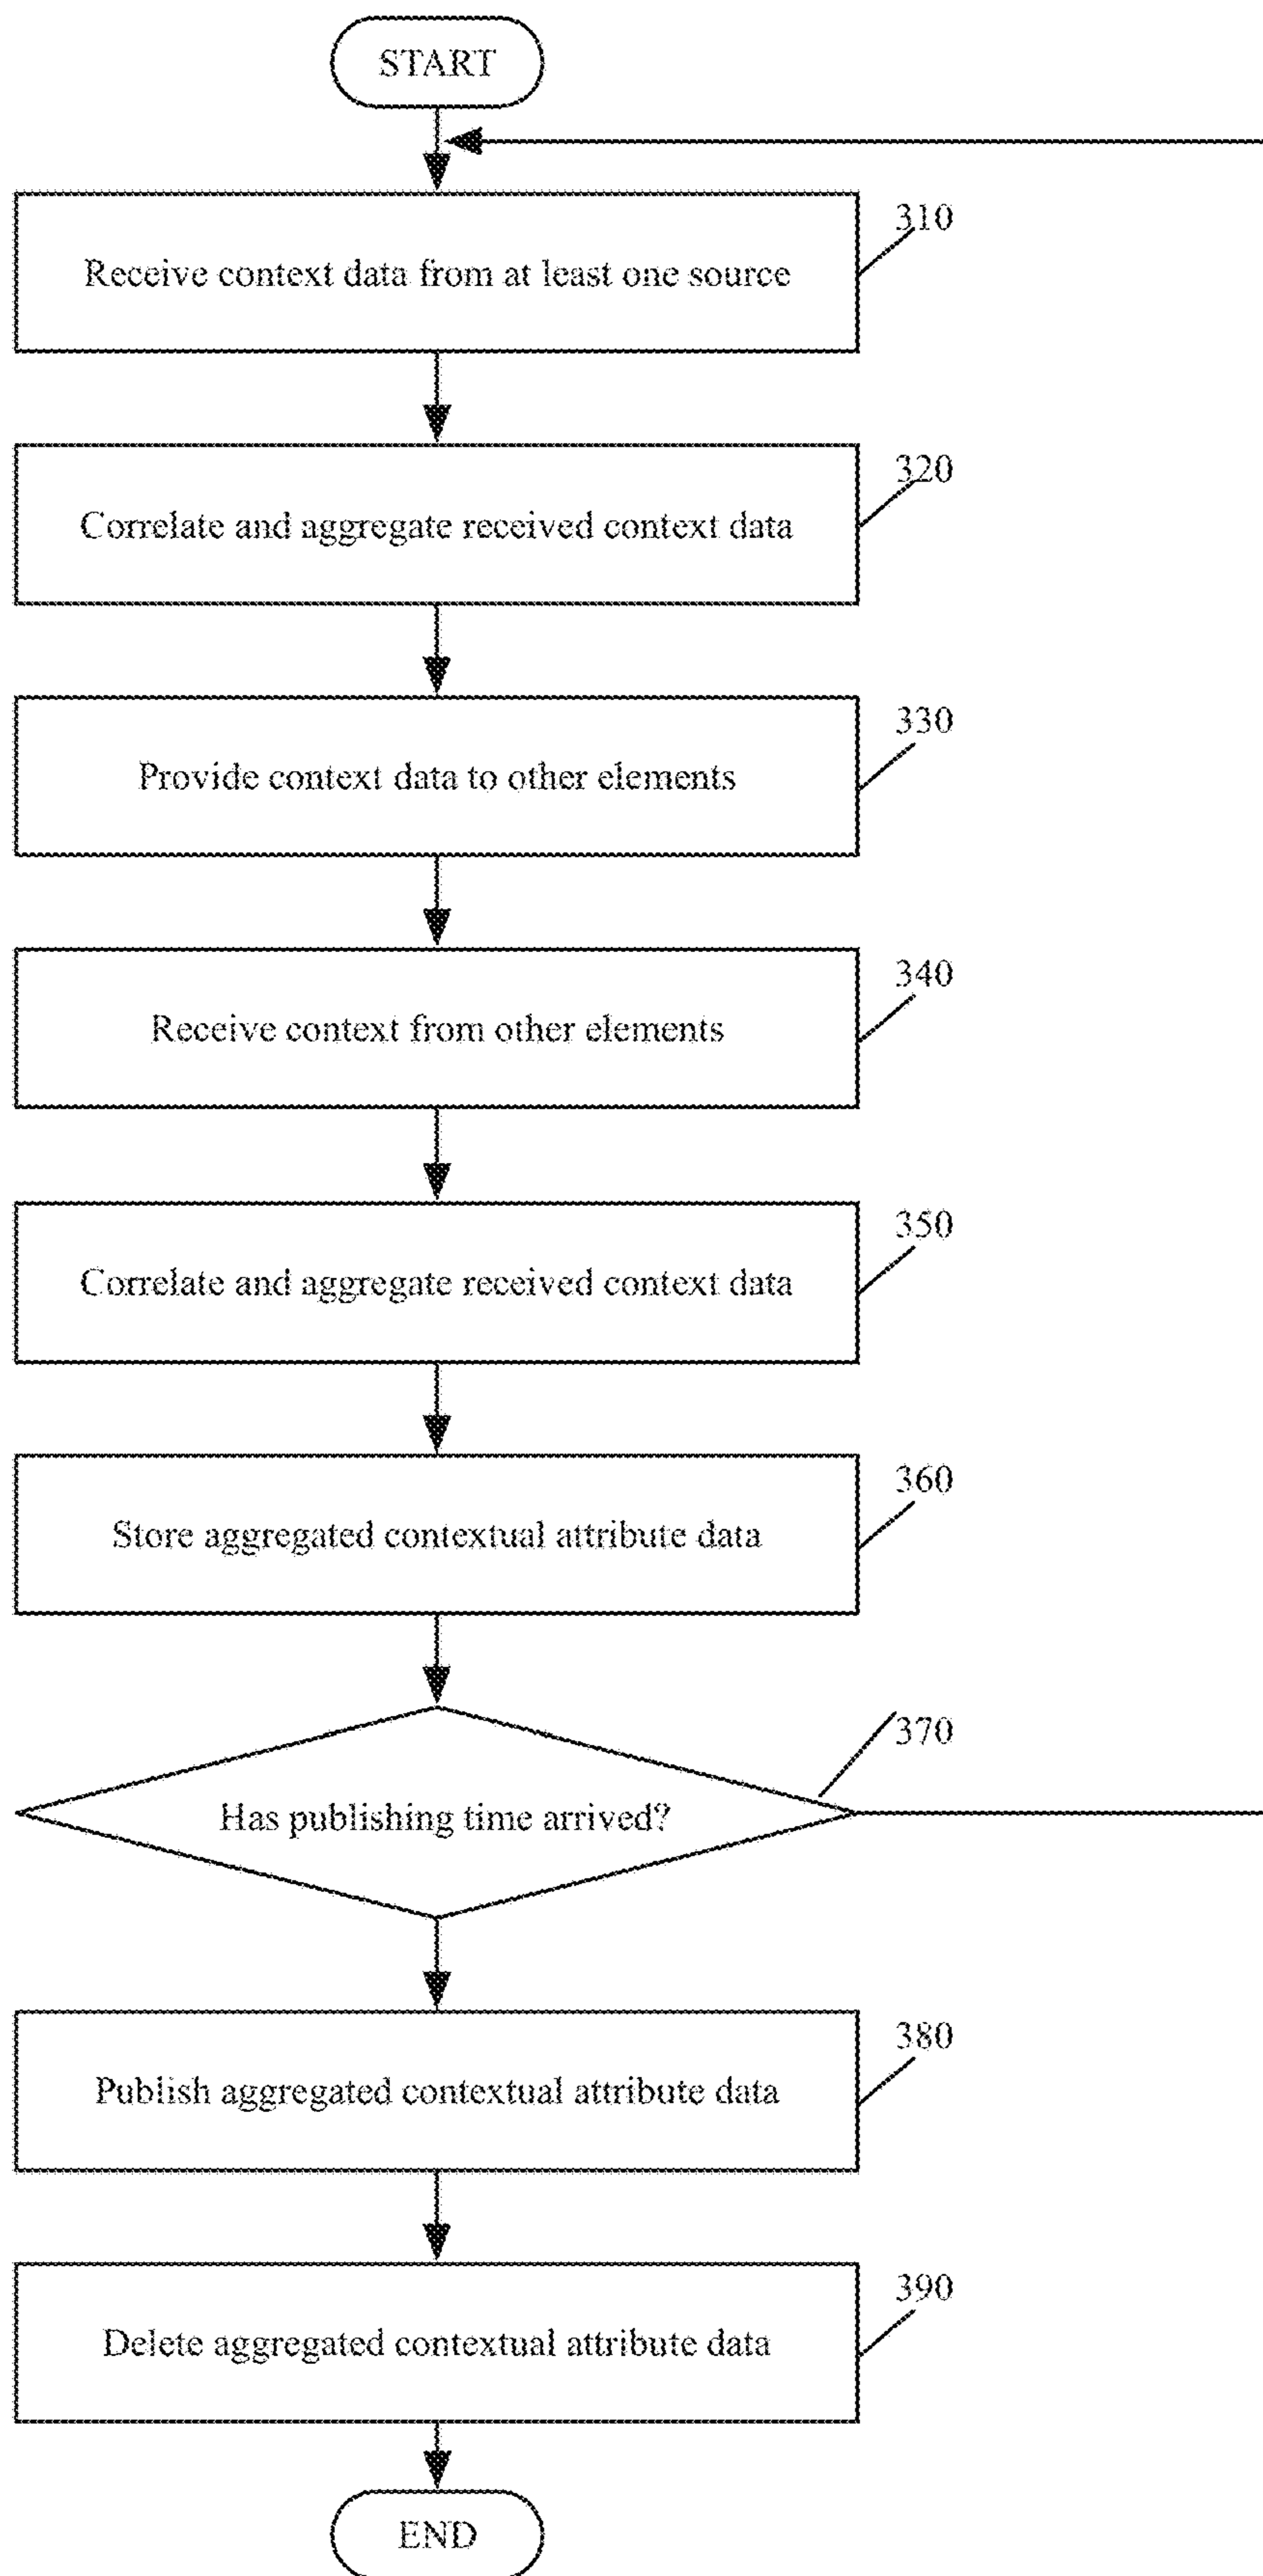 START
310
Receive context data from at least one source
320
Correlate and aggregate received context data
330
Provide context data to other elements
340
Receive context from other elements
350
Correlate and aggregate received context data
360
Store aggregated contextual attribute data
370
Has publishing time arrived?
380
Publish aggregated contextual attribute data
390
Delete aggregated contextual attribute data
END